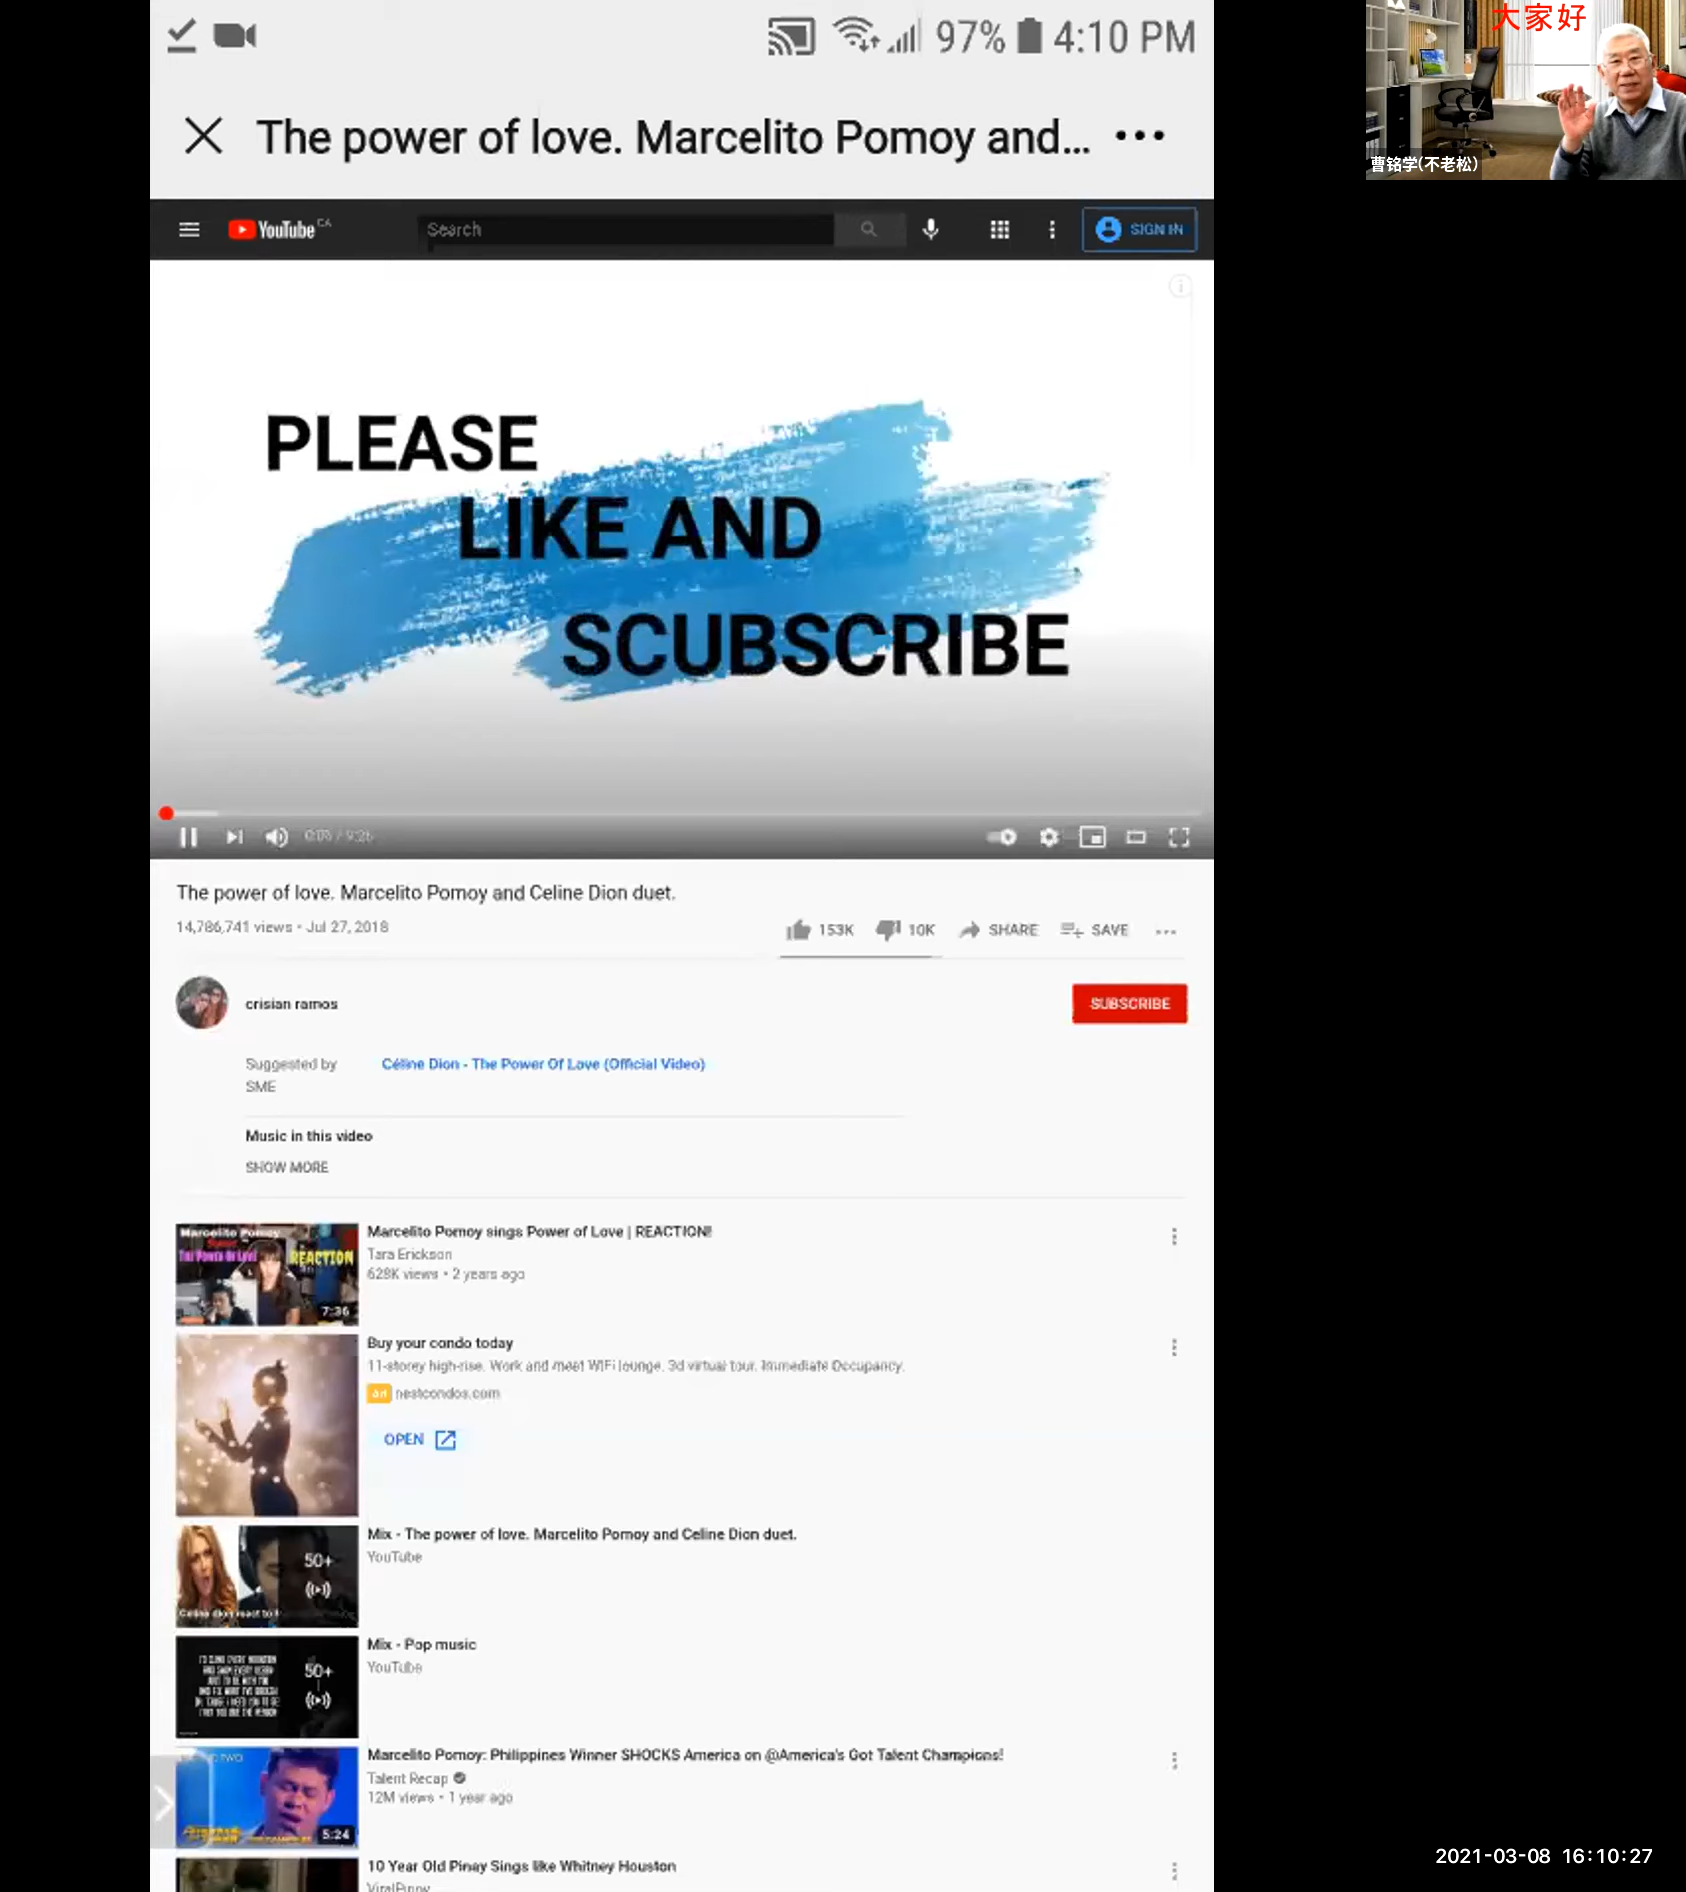 97% 4:10 PM
大家好
The power of love. Marcelito Pomoy and...
曹铭学(不老松)
YouTube CA
Search
SIGN IN
PLEASE
LIKE AND
SCUBSCRIBE
The power of love. Marcelito Pomoy and Celine Dion duet.
14,786,741 views • Jul 27, 2018
153K 10K SHARE SAVE
crisian ramos
SUBSCRIBE
Suggested by
SME
Céline Dion - The Power Of Love (Official Video)
Music in this video
SHOW MORE
Marcelito Pomoy
REACTION
7:36
Marcelito Pomoy sings Power of Love | REACTION!
Tara Erickson
628K views • 2 years ago
Buy your condo today
11-storey high-rise. Work and meet WiFi lounge. 3d virtual tour. Immediate Occupancy.
Ad nestcondos.com
OPEN
50+
Mix - The power of love. Marcelito Pomoy and Celine Dion duet.
YouTube
50+
Mix - Pop music
YouTube
5:24
Marcelito Pomoy: Philippines Winner SHOCKS America on @America's Got Talent Champions!
Talent Recap
12M views • 1 year ago
10 Year Old Pinay Sings like Whitney Houston
ViralPinoy
2021-03-08 16:10:27